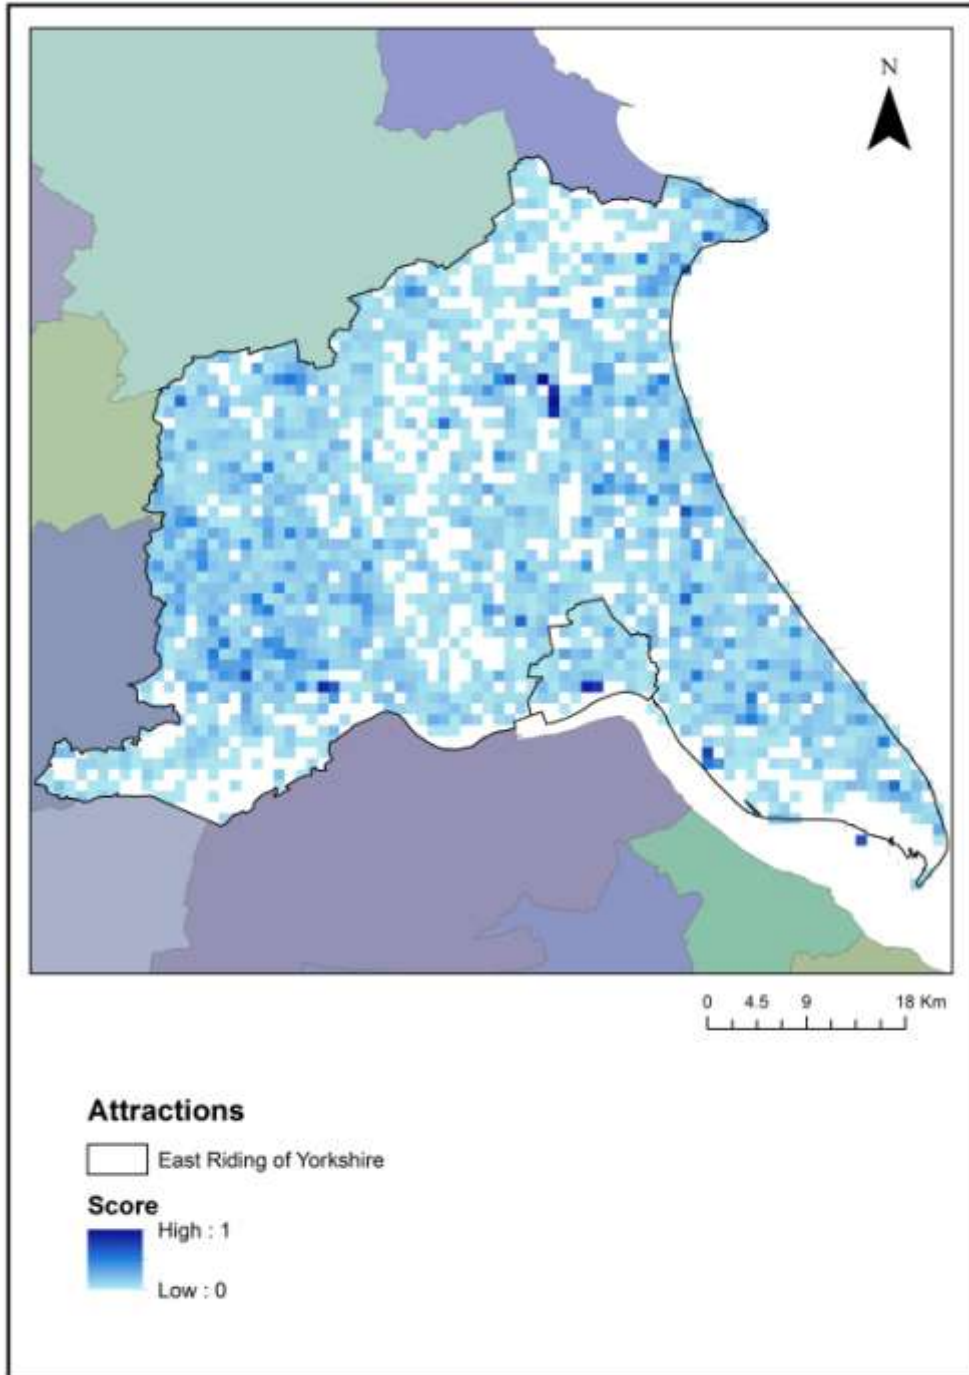 N
0 4.5 9 18 Km
Attractions
East Riding of Yorkshire
Score
High : 1
Low : 0